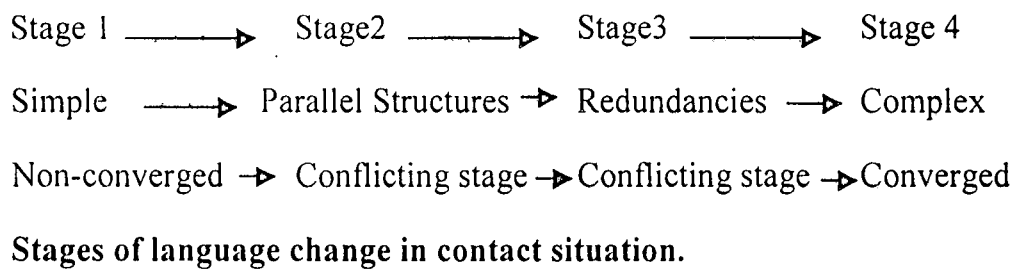 Stage 1 → Stage2 → Stage3 → Stage 4
Simple → Parallel Structures → Redundancies → Complex
Non-converged → Conflicting stage → Conflicting stage → Converged
Stages of language change in contact situation.